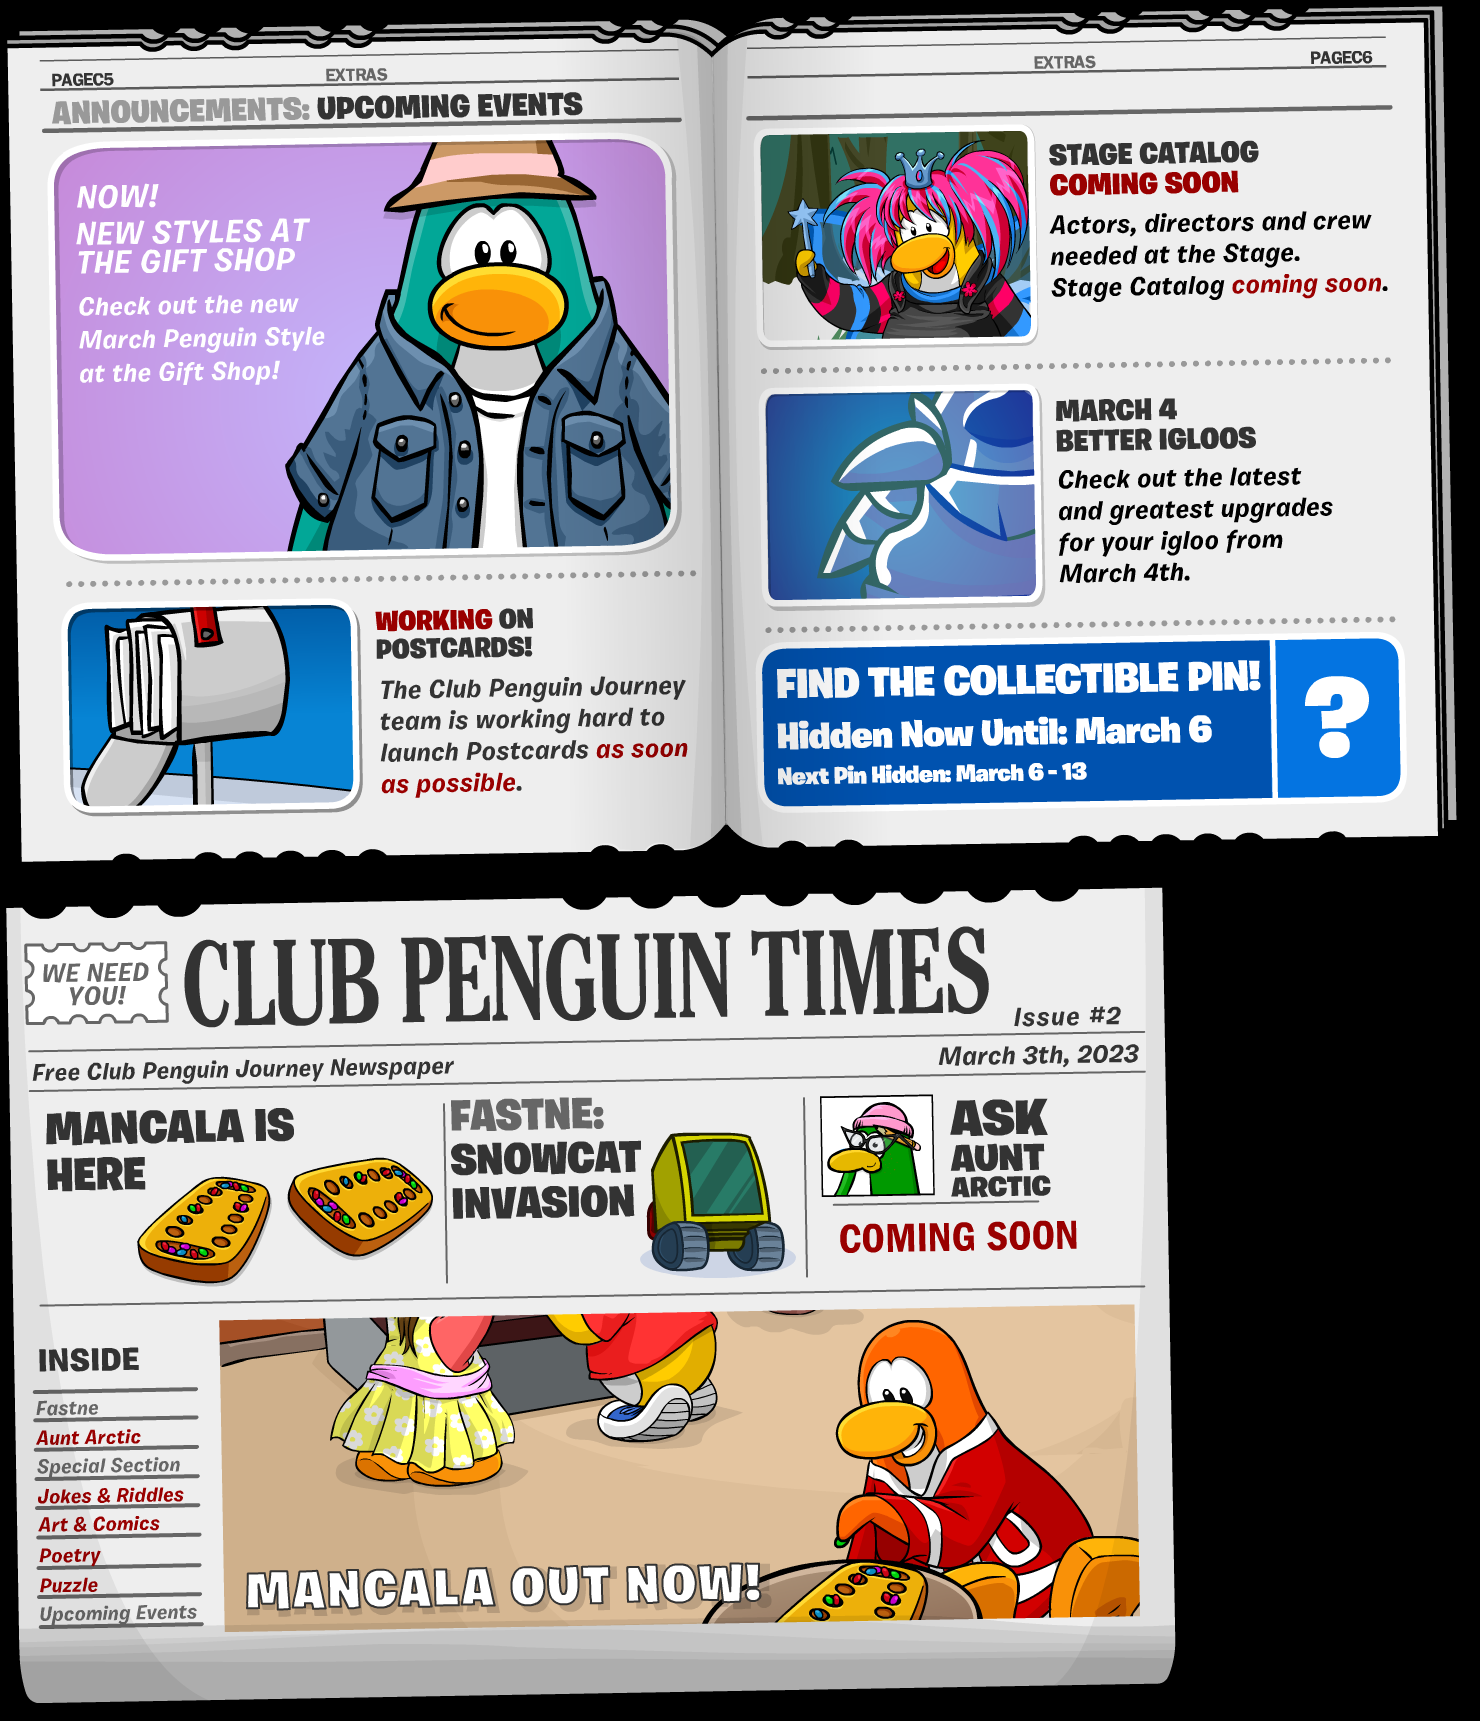 PAGEC5
EXTRAS
ANNOUNCEMENTS: UPCOMING EVENTS
NOW!
NEW STYLES AT
THE GIFT SHOP
Check out the new
March Penguin Style
at the Gift Shop!
WORKING ON
POSTCARDS!
The Club Penguin Journey
team is working hard to
launch Postcards as soon
as possible.
EXTRAS
PAGEC6
STAGE CATALOG
COMING SOON
Actors, directors and crew
needed at the Stage.
Stage Catalog coming soon.
MARCH 4
BETTER IGLOOS
Check out the latest
and greatest upgrades
for your igloo from
March 4th.
FIND THE COLLECTIBLE PIN!
Hidden Now Until: March 6
Next Pin Hidden: March 6 - 13
?
WE NEED
YOU!
CLUB PENGUIN TIMES
Issue #2
Free Club Penguin Journey Newspaper
March 3th, 2023
MANCALA IS
HERE
FASTNE:
SNOWCAT
INVASION
ASK
AUNT
ARCTIC
COMING SOON
INSIDE
Fastne
Aunt Arctic
Special Section
Jokes & Riddles
Art & Comics
Poetry
Puzzle
Upcoming Events
MANCALA OUT NOW!